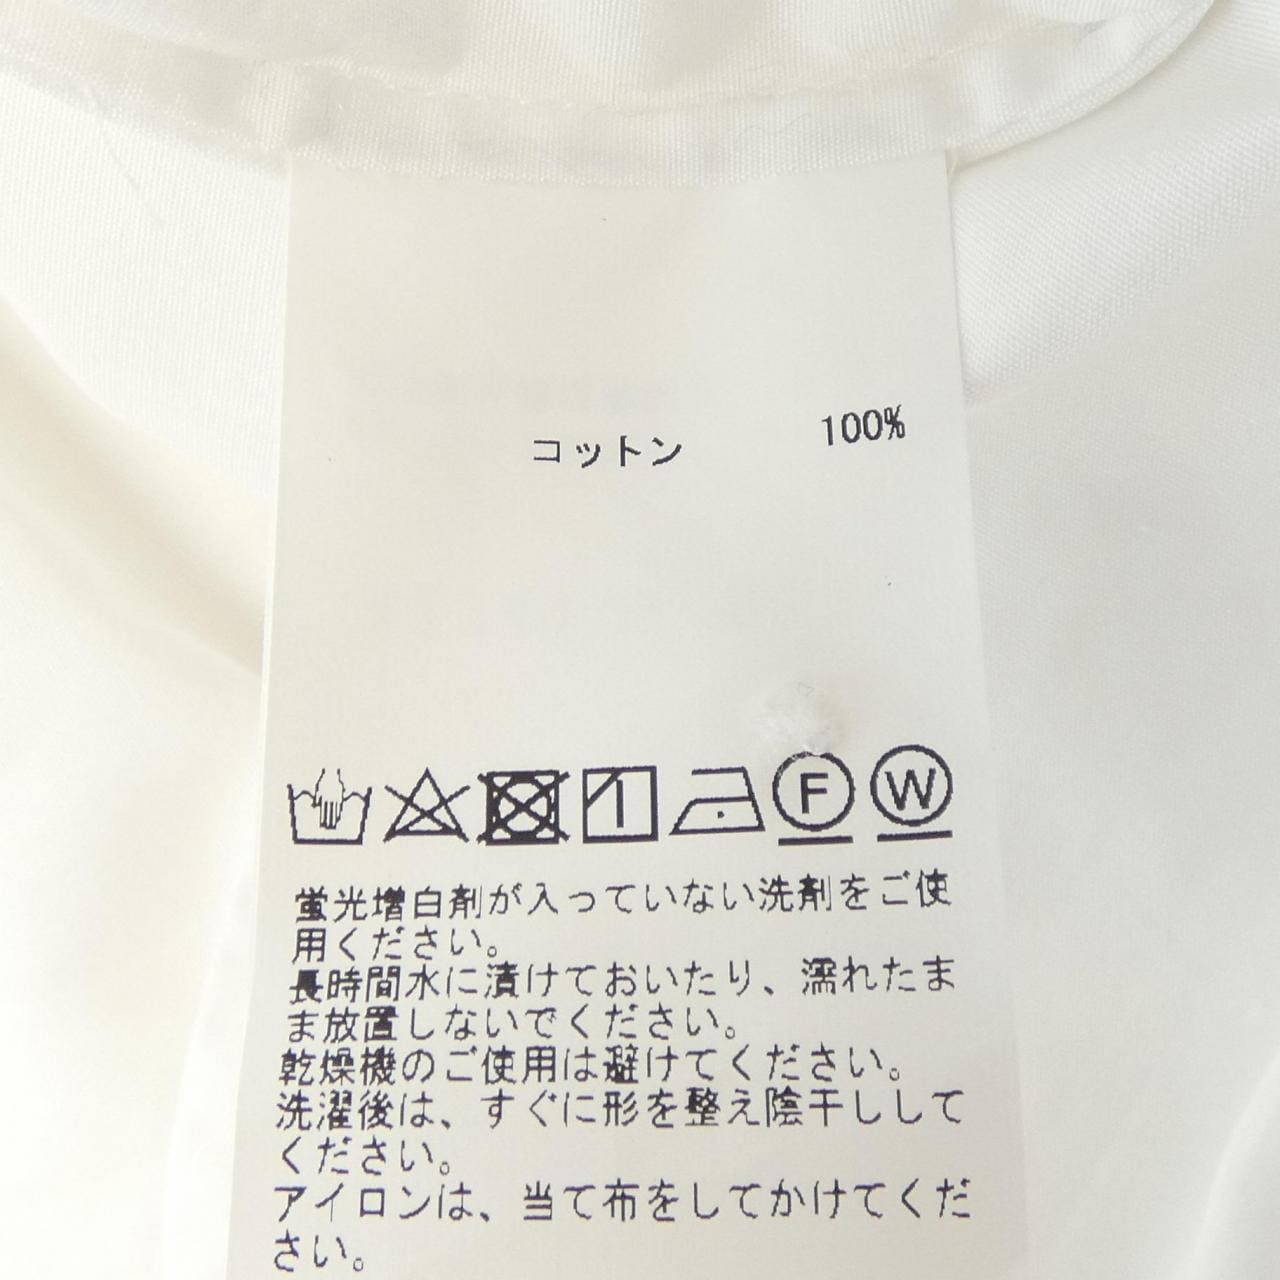 コットン 100%
F W
蛍光増白剤が入っていない洗剤をご使
用ください。
長時間水に漬けておいたり、濡れたま
ま放置しないでください。
乾燥機のご使用は避けてください。
洗濯後は、すぐに形を整え陰干しして
ください。
アイロンは、当て布をしてかけてくだ
さい。